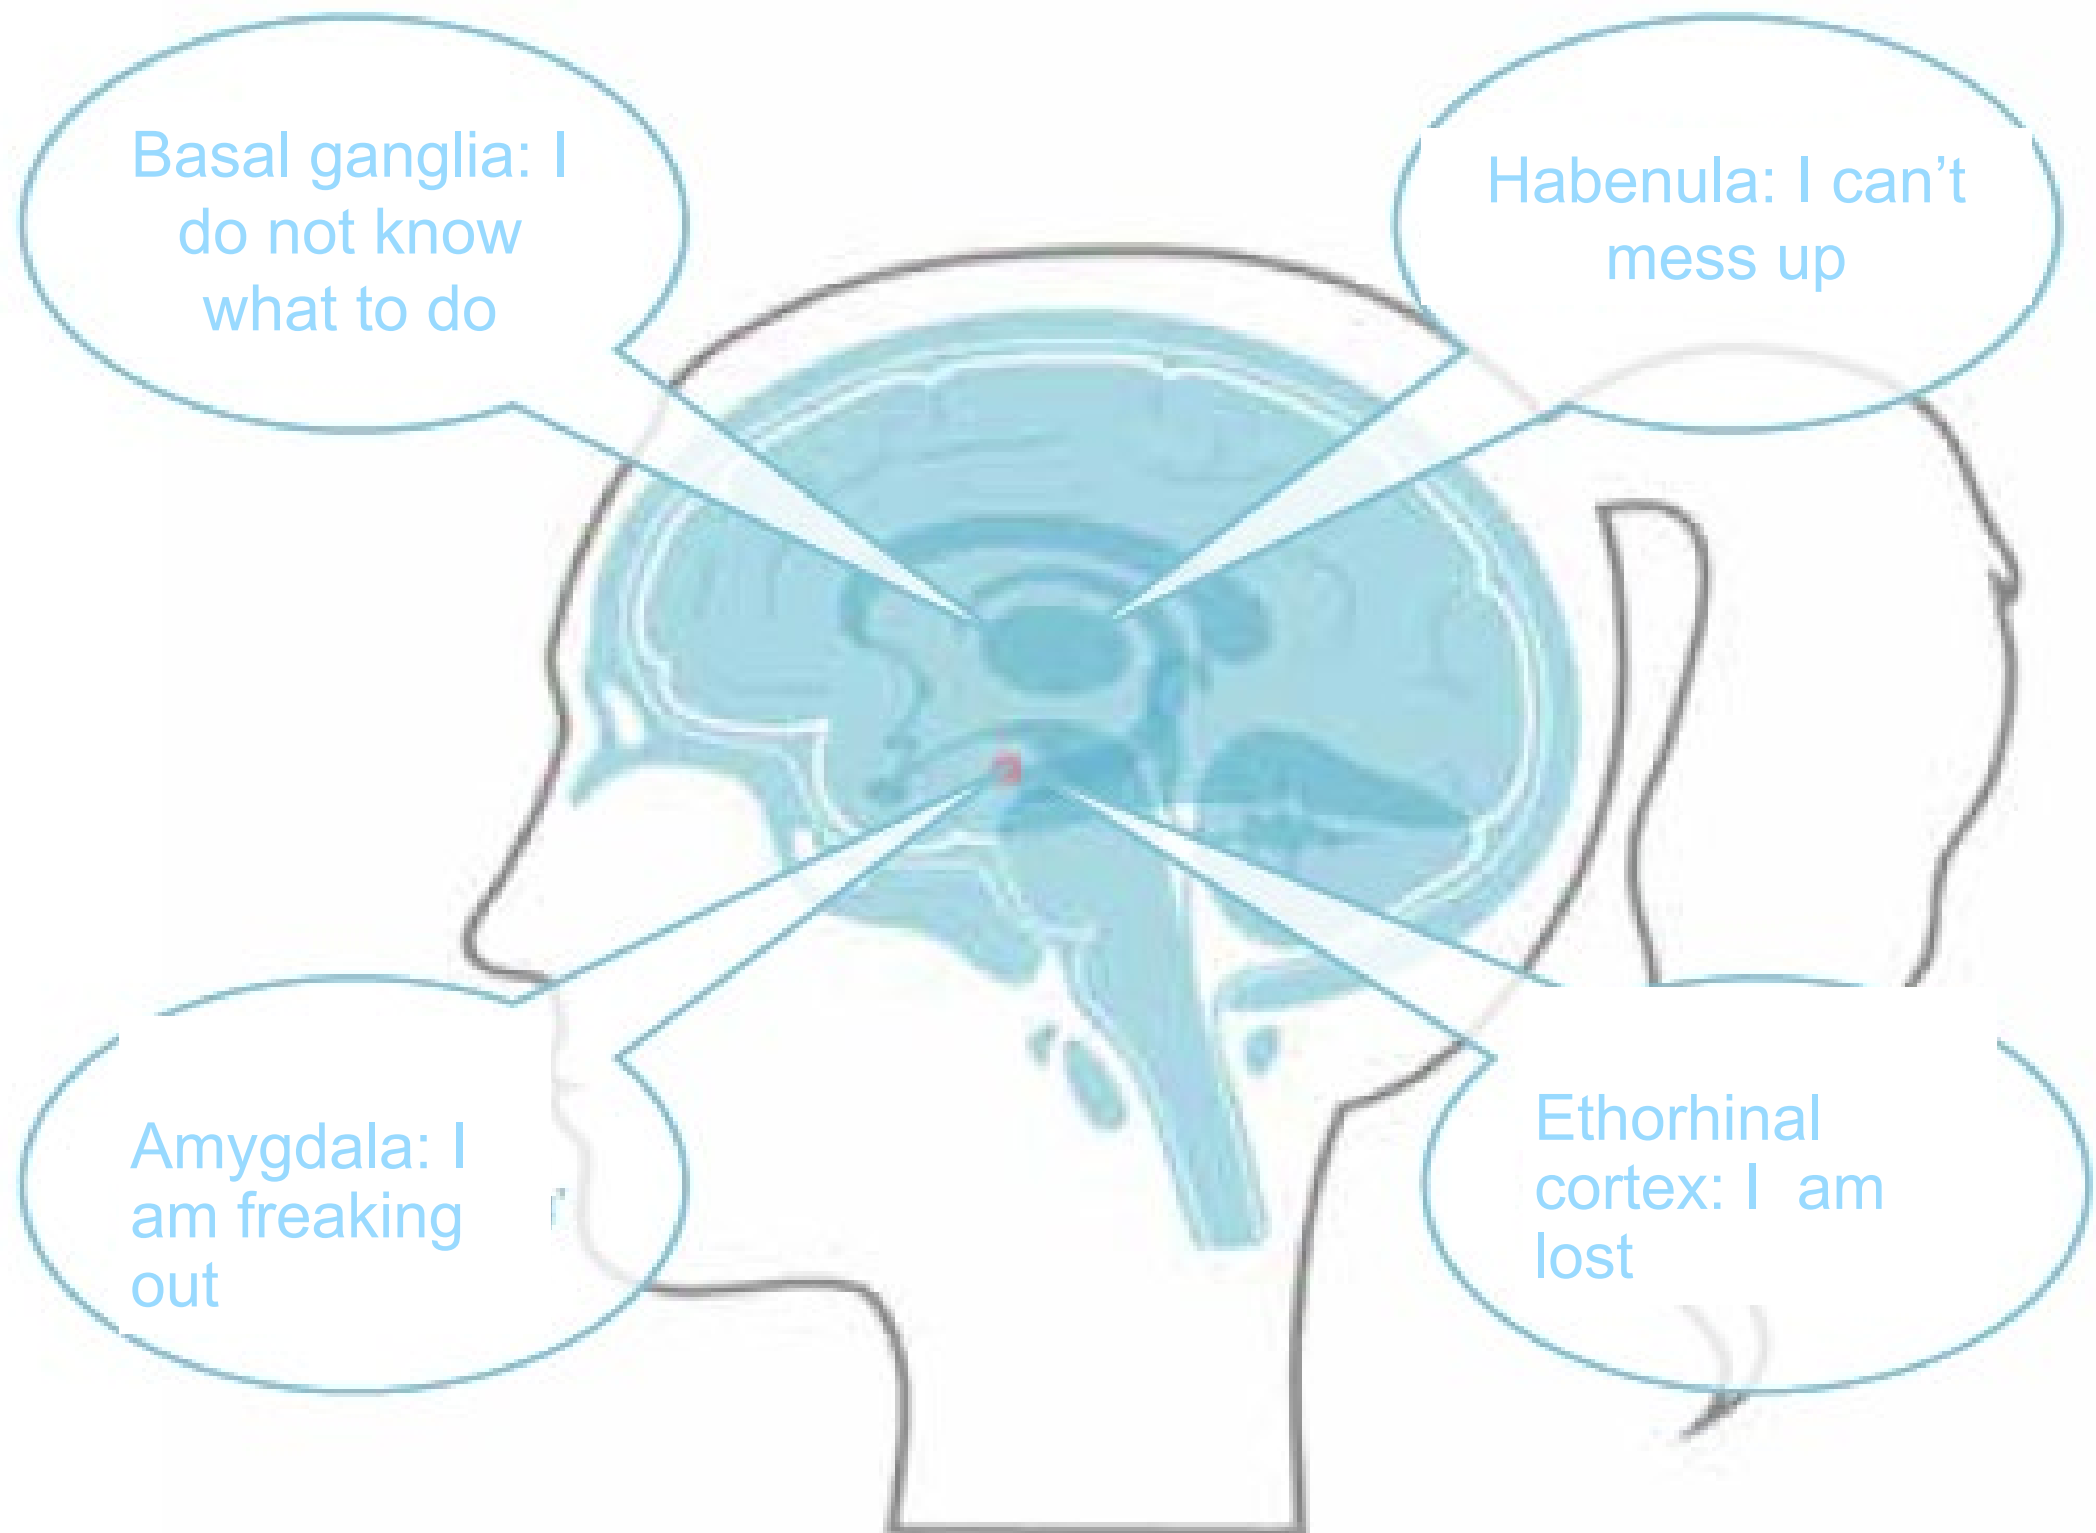 Basal ganglia: I
do not know
what to do
Habenula: I can’t
mess up
Amygdala: I
am freaking
out
Ethorhinal
cortex: I  am
lost